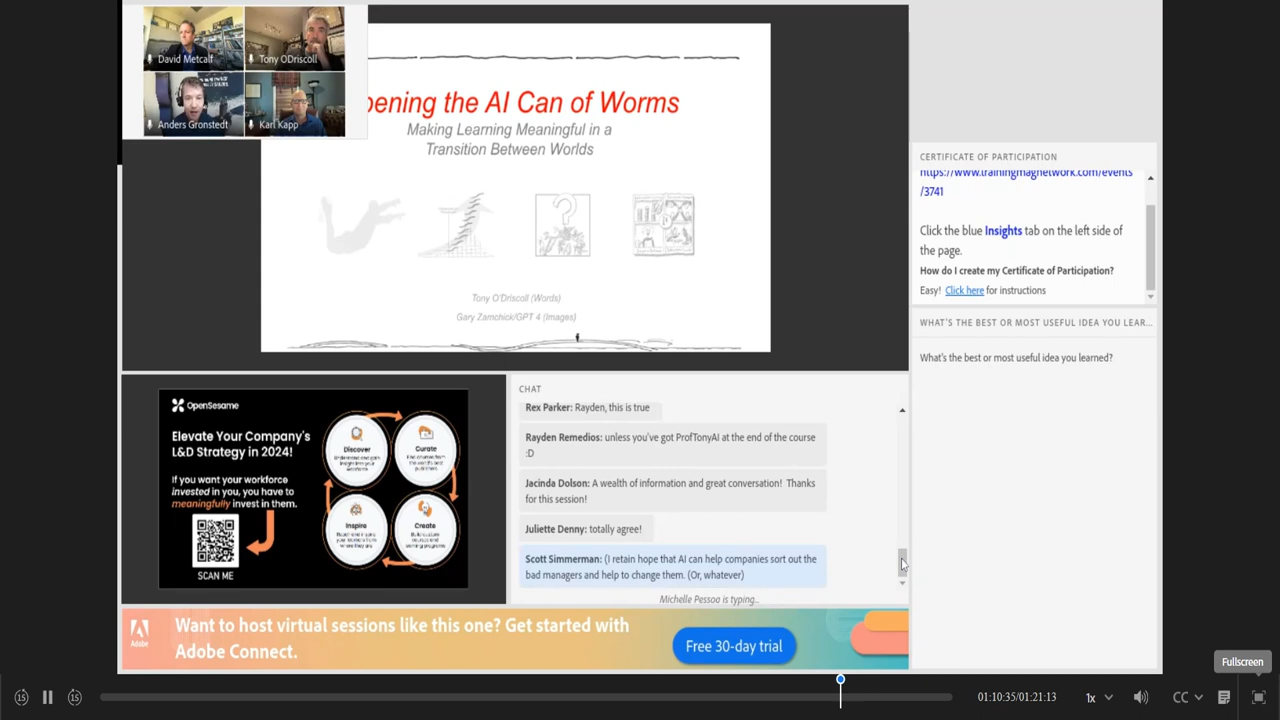 David Metcalf
Tony ODriscoll
Anders Gronstedt
Karl Kapp
pening the AI Can of Worms
Making Learning Meaningful in a
Transition Between Worlds
Tony O'Driscoll (Words)
Gary Zamchick/GPT 4 (Images)
CERTIFICATE OF PARTICIPATION
https://www.trainingmagnetwork.com/events
/3741
Click the blue Insights tab on the left side of
the page.
How do I create my Certificate of Participation?
Easy! Click here for instructions
WHAT'S THE BEST OR MOST USEFUL IDEA YOU LEAR...
What's the best or most useful idea you learned?
OpenSesame
Elevate Your Company's
L&D Strategy in 2024!
If you want your workforce
invested in you, you have to
meaningfully invest in them.
SCAN ME
Discover
Curate
Inspire
Create
CHAT
Rex Parker: Rayden, this is true
Rayden Remedios: unless you've got ProfTonyAI at the end of the course
:D
Jacinda Dolson: A wealth of information and great conversation! Thanks
for this session!
Juliette Denny: totally agree!
Scott Simmerman: (I retain hope that AI can help companies sort out the
bad managers and help to change them. (Or, whatever)
Michelle Pessoa is typing..
Adobe
Want to host virtual sessions like this one? Get started with
Adobe Connect.
Free 30-day trial
Fullscreen
15
15
01:10:35/01:21:13
1x
CC